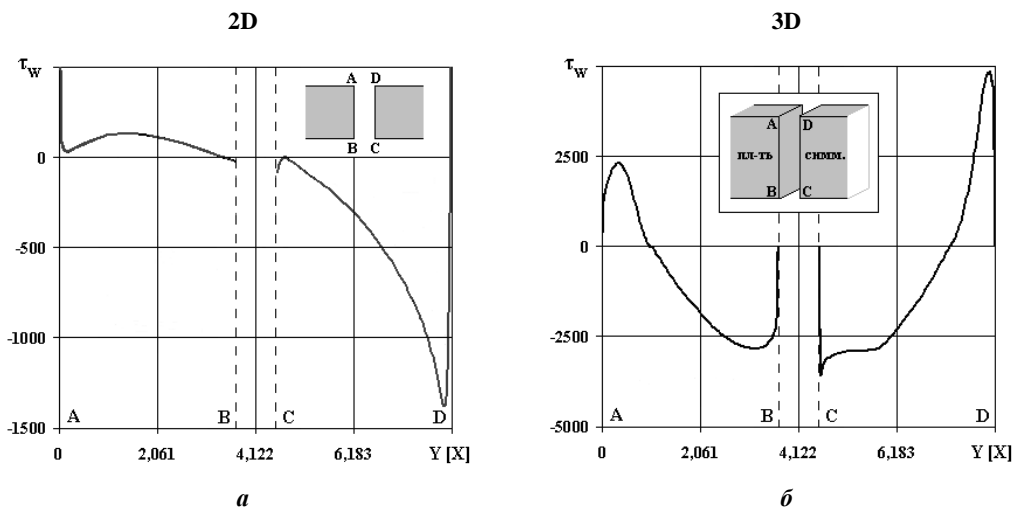 2D
3D
τw
A D
B C
0
-500
-1000
-1500
A B C D
0 2,061 4,122 6,183 Y [X]
а
τw
A D
пл-ть симм.
B C
2500
0
-2500
-5000
A B C D
0 2,061 4,122 6,183 Y [X]
б